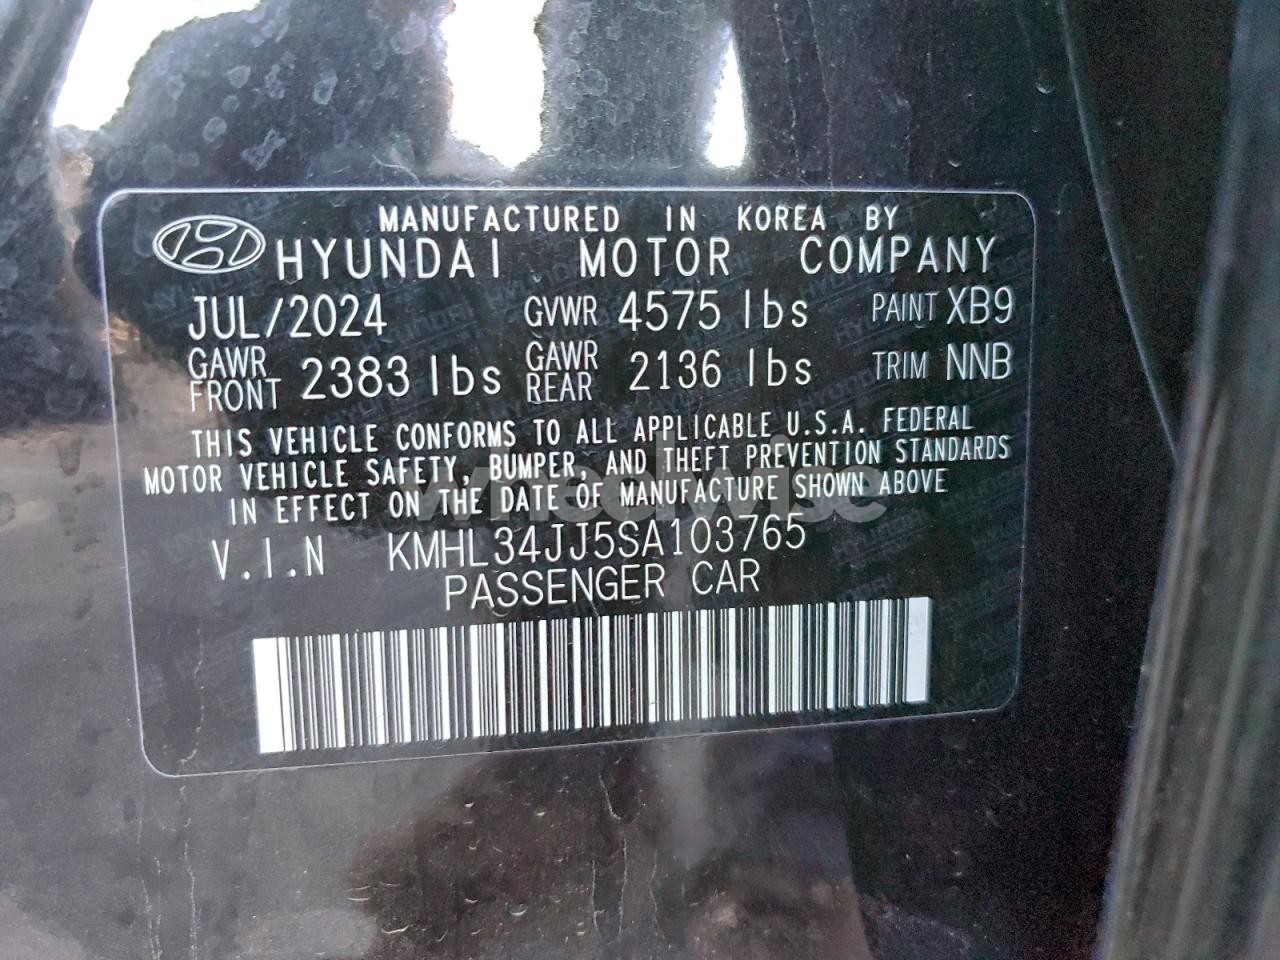 MANUFACTURED IN KOREA BY
HYUNDAI MOTOR COMPANY
JUL/2024 GVWR 4575 lbs PAINT XB9
GAWR FRONT 2383 lbs GAWR REAR 2136 lbs TRIM NNB
THIS VEHICLE CONFORMS TO ALL APPLICABLE U.S.A. FEDERAL
MOTOR VEHICLE SAFETY, BUMPER, AND THEFT PREVENTION STANDARDS
IN EFFECT ON THE DATE OF MANUFACTURE SHOWN ABOVE
wheelwise
V.I.N KMHL34JJ5SA103765
PASSENGER CAR